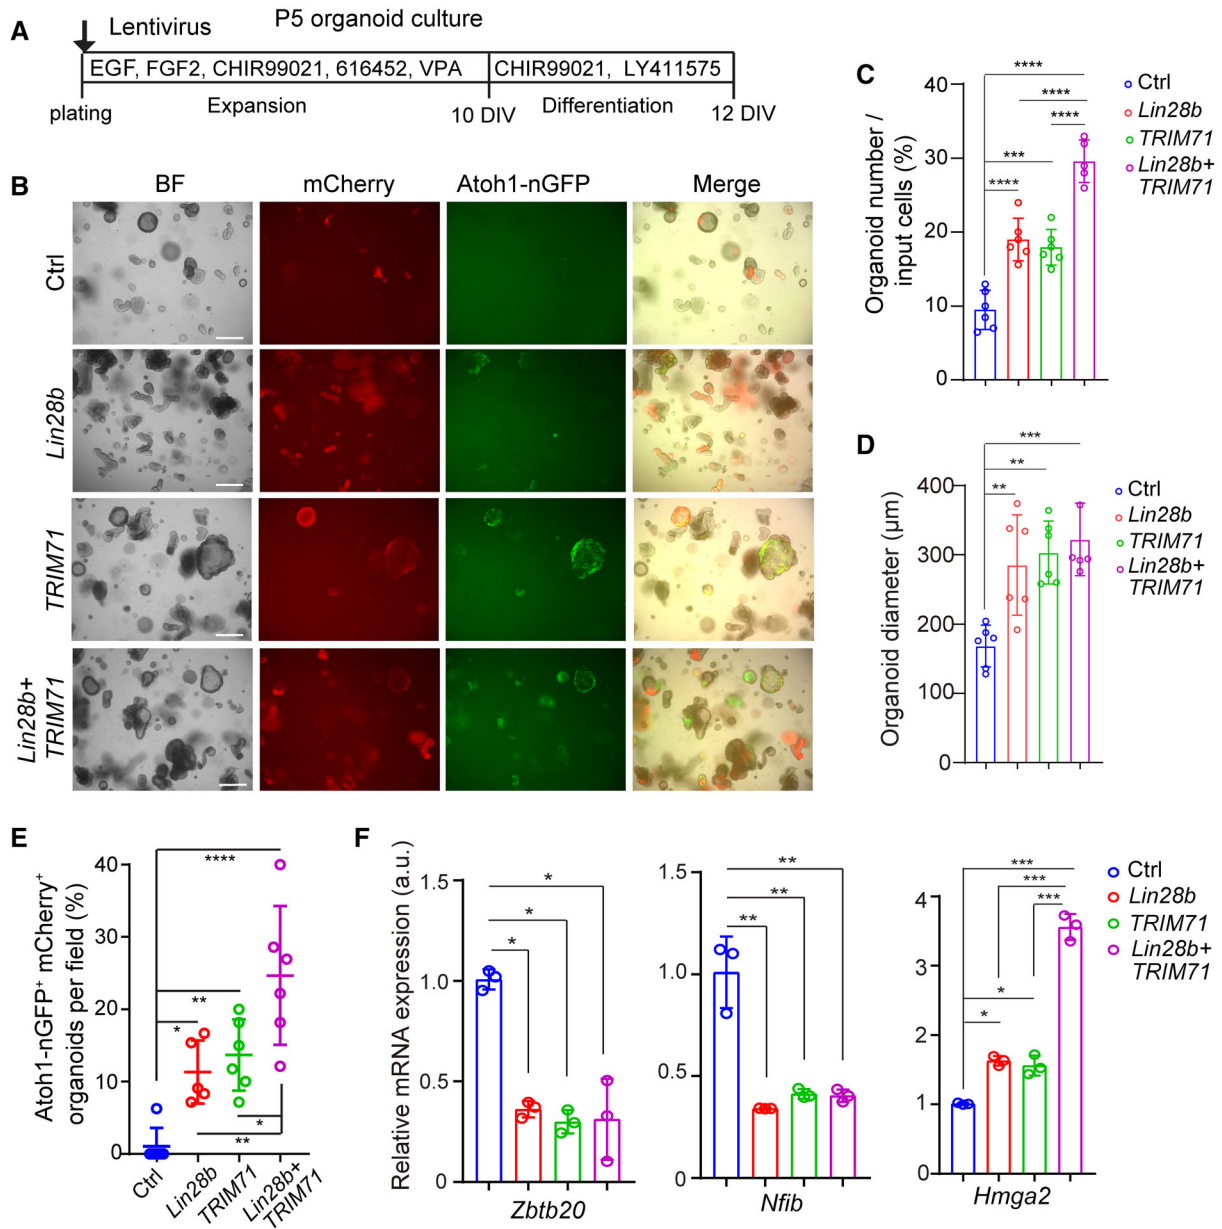 A
Lentivirus
P5 organoid culture
EGF, FGF2, CHIR99021, 616452, VPA
CHIR99021, LY411575
plating
Expansion
10 DIV
Differentiation
12 DIV
B
BF
mCherry
Atoh1-nGFP
Merge
Ctrl
Lin28b
TRIM71
Lin28b+
TRIM71
C
Organoid number /
input cells (%)
40
30
20
10
0
****
****
****
***
****
Ctrl
Lin28b
TRIM71
Lin28b+
TRIM71
D
Organoid diameter (μm)
400
300
200
100
0
***
**
**
Ctrl
Lin28b
TRIM71
Lin28b+
TRIM71
E
Atoh1-nGFP+ mCherry+
organoids per field (%)
40
30
20
10
0
****
**
*
*
**
Ctrl
Lin28b
TRIM71
Lin28b+
TRIM71
F
Relative mRNA expression (a.u.)
1.5
1.0
0.5
0
*
*
*
Zbtb20
1.5
1.0
0.5
0
**
**
**
Nfib
4
3
2
1
0
***
***
***
*
*
Hmga2
Ctrl
Lin28b
TRIM71
Lin28b+
TRIM71